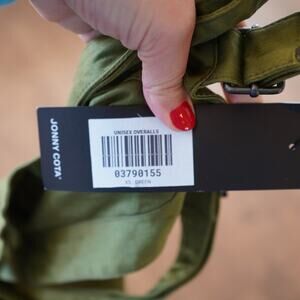 JONNY COTA
UNISEX OVERALLS
03790155
XS GREEN